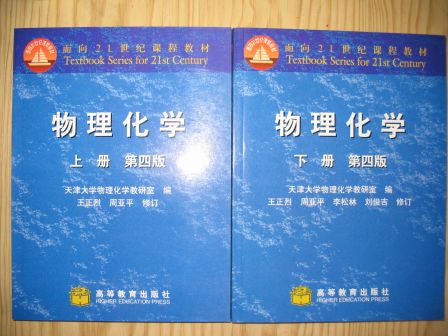 面向21世纪课程教材
Textbook Series for 21st Century
物理化学
上册 第四版
天津大学物理化学教研室 编
王正烈 周亚平 修订
高等教育出版社
HIGHER EDUCATION PRESS
面向21世纪课程教材
Textbook Series for 21st Century
物理化学
下册 第四版
天津大学物理化学教研室 编
王正烈 周亚平 李松林 刘俊吉 修订
高等教育出版社
HIGHER EDUCATION PRESS